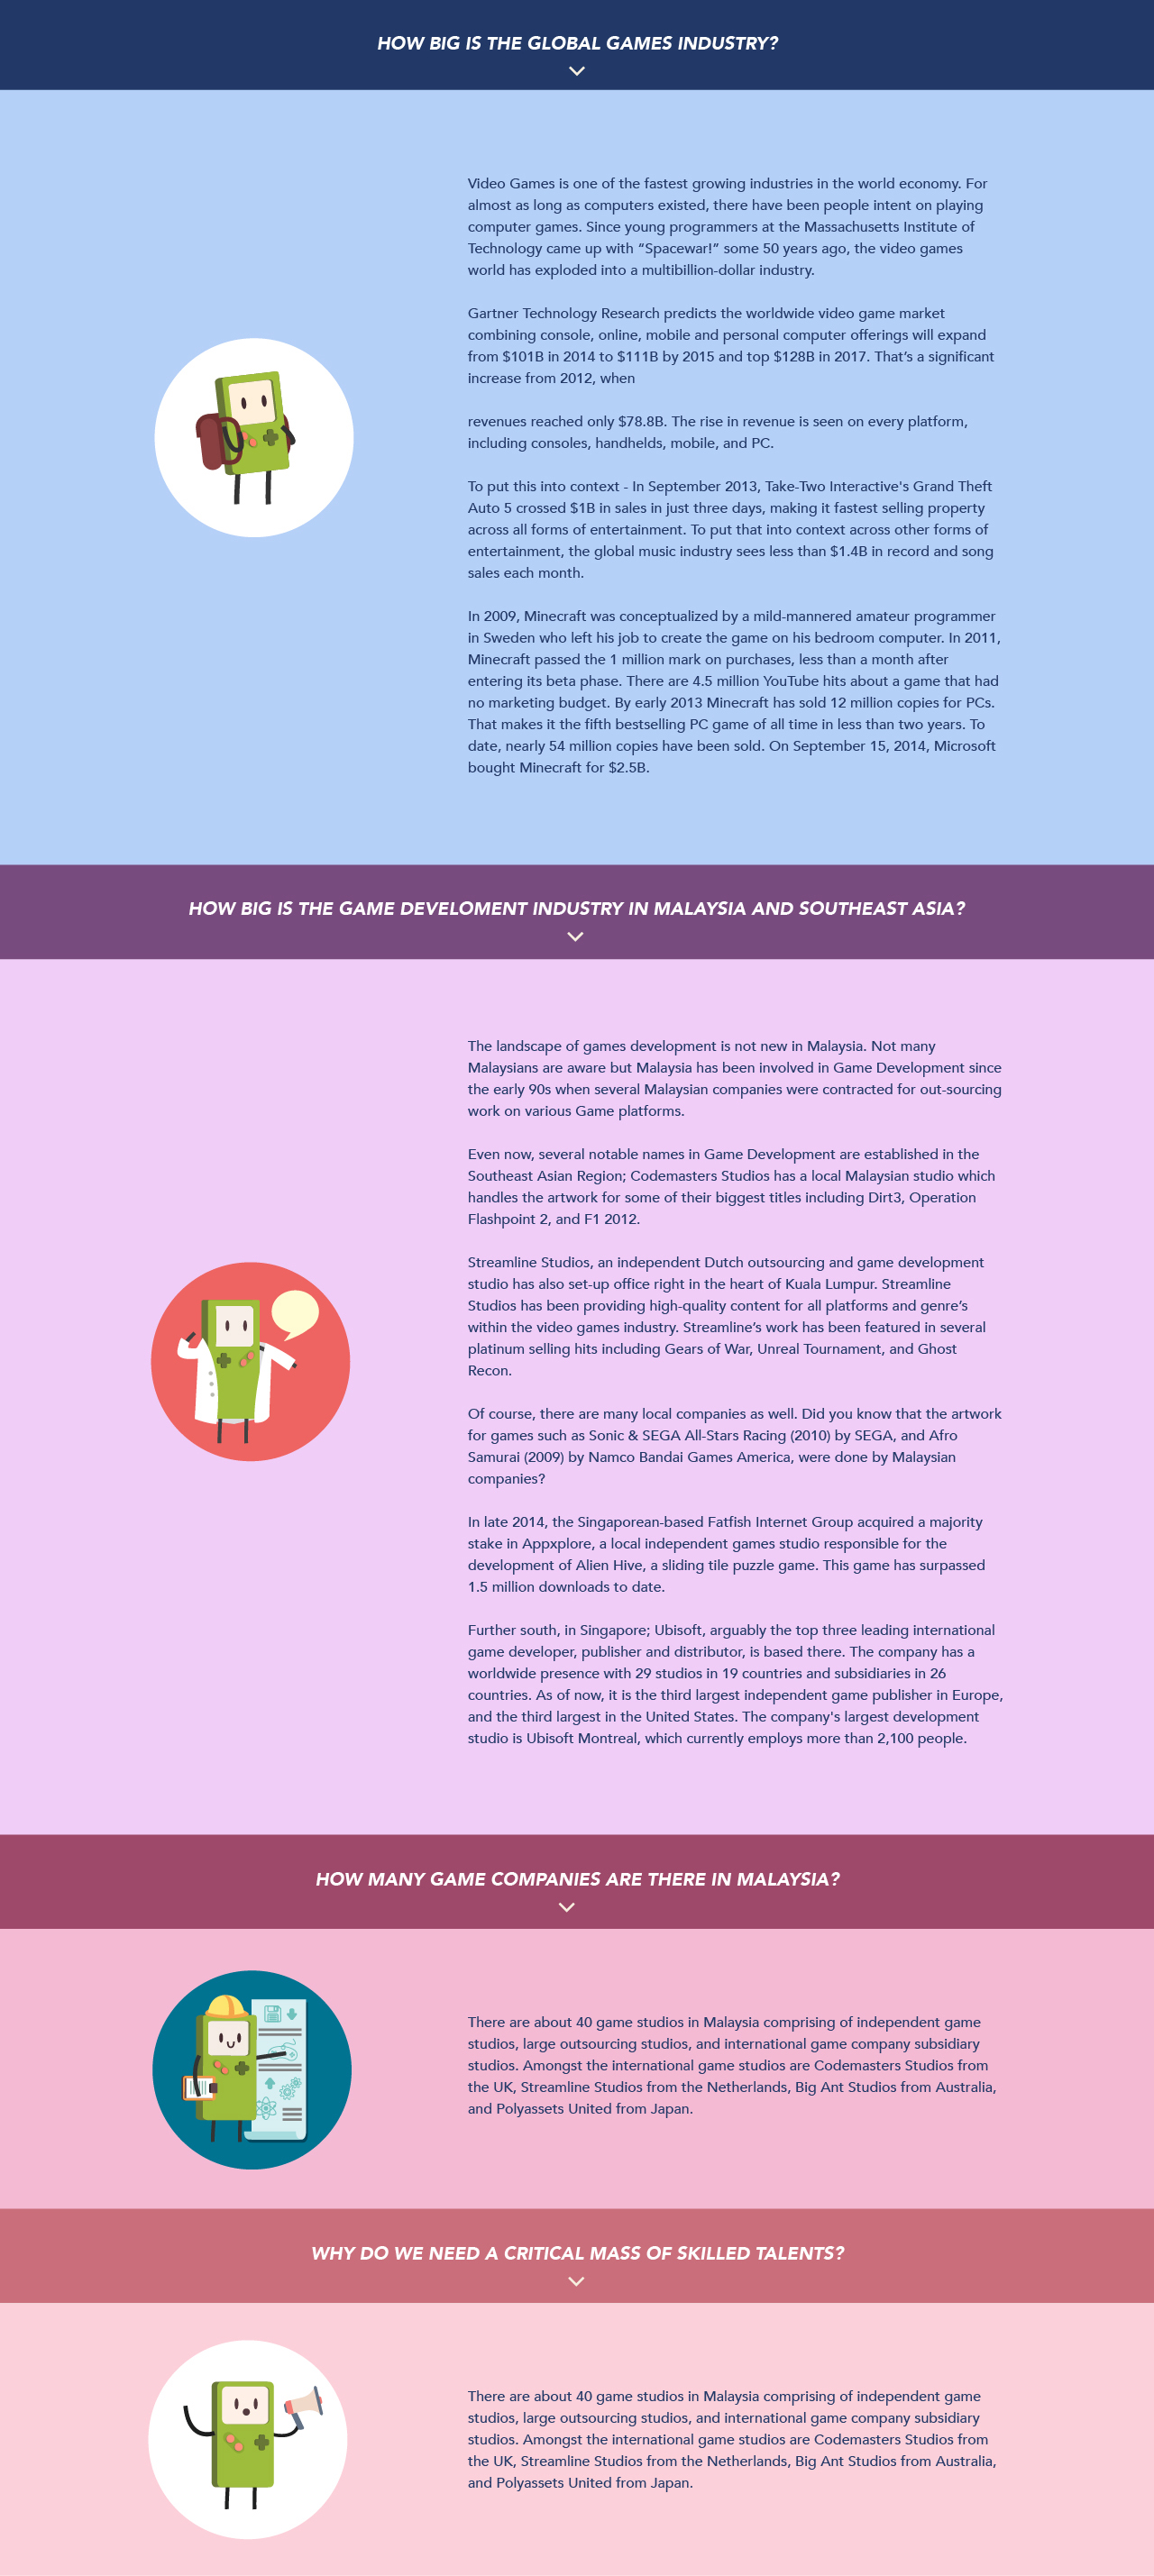 HOW BIG IS THE GLOBAL GAMES INDUSTRY?
Video Games is one of the fastest growing industries in the world economy. For
almost as long as computers existed, there have been people intent on playing
computer games. Since young programmers at the Massachusetts Institute of
Technology came up with “Spacewar!” some 50 years ago, the video games
world has exploded into a multibillion-dollar industry.
Gartner Technology Research predicts the worldwide video game market
combining console, online, mobile and personal computer offerings will expand
from $101B in 2014 to $111B by 2015 and top $128B in 2017. That’s a significant
increase from 2012, when
revenues reached only $78.8B. The rise in revenue is seen on every platform,
including consoles, handhelds, mobile, and PC.
To put this into context - In September 2013, Take-Two Interactive's Grand Theft
Auto 5 crossed $1B in sales in just three days, making it fastest selling property
across all forms of entertainment. To put that into context across other forms of
entertainment, the global music industry sees less than $1.4B in record and song
sales each month.
In 2009, Minecraft was conceptualized by a mild-mannered amateur programmer
in Sweden who left his job to create the game on his bedroom computer. In 2011,
Minecraft passed the 1 million mark on purchases, less than a month after
entering its beta phase. There are 4.5 million YouTube hits about a game that had
no marketing budget. By early 2013 Minecraft has sold 12 million copies for PCs.
That makes it the fifth bestselling PC game of all time in less than two years. To
date, nearly 54 million copies have been sold. On September 15, 2014, Microsoft
bought Minecraft for $2.5B.
HOW BIG IS THE GAME DEVELOMENT INDUSTRY IN MALAYSIA AND SOUTHEAST ASIA?
The landscape of games development is not new in Malaysia. Not many
Malaysians are aware but Malaysia has been involved in Game Development since
the early 90s when several Malaysian companies were contracted for out-sourcing
work on various Game platforms.
Even now, several notable names in Game Development are established in the
Southeast Asian Region; Codemasters Studios has a local Malaysian studio which
handles the artwork for some of their biggest titles including Dirt3, Operation
Flashpoint 2, and F1 2012.
Streamline Studios, an independent Dutch outsourcing and game development
studio has also set-up office right in the heart of Kuala Lumpur. Streamline
Studios has been providing high-quality content for all platforms and genre’s
within the video games industry. Streamline’s work has been featured in several
platinum selling hits including Gears of War, Unreal Tournament, and Ghost
Recon.
Of course, there are many local companies as well. Did you know that the artwork
for games such as Sonic & SEGA All-Stars Racing (2010) by SEGA, and Afro
Samurai (2009) by Namco Bandai Games America, were done by Malaysian
companies?
In late 2014, the Singaporean-based Fatfish Internet Group acquired a majority
stake in Appxplore, a local independent games studio responsible for the
development of Alien Hive, a sliding tile puzzle game. This game has surpassed
1.5 million downloads to date.
Further south, in Singapore; Ubisoft, arguably the top three leading international
game developer, publisher and distributor, is based there. The company has a
worldwide presence with 29 studios in 19 countries and subsidiaries in 26
countries. As of now, it is the third largest independent game publisher in Europe,
and the third largest in the United States. The company's largest development
studio is Ubisoft Montreal, which currently employs more than 2,100 people.
HOW MANY GAME COMPANIES ARE THERE IN MALAYSIA?
There are about 40 game studios in Malaysia comprising of independent game
studios, large outsourcing studios, and international game company subsidiary
studios. Amongst the international game studios are Codemasters Studios from
the UK, Streamline Studios from the Netherlands, Big Ant Studios from Australia,
and Polyassets United from Japan.
WHY DO WE NEED A CRITICAL MASS OF SKILLED TALENTS?
There are about 40 game studios in Malaysia comprising of independent game
studios, large outsourcing studios, and international game company subsidiary
studios. Amongst the international game studios are Codemasters Studios from
the UK, Streamline Studios from the Netherlands, Big Ant Studios from Australia,
and Polyassets United from Japan.